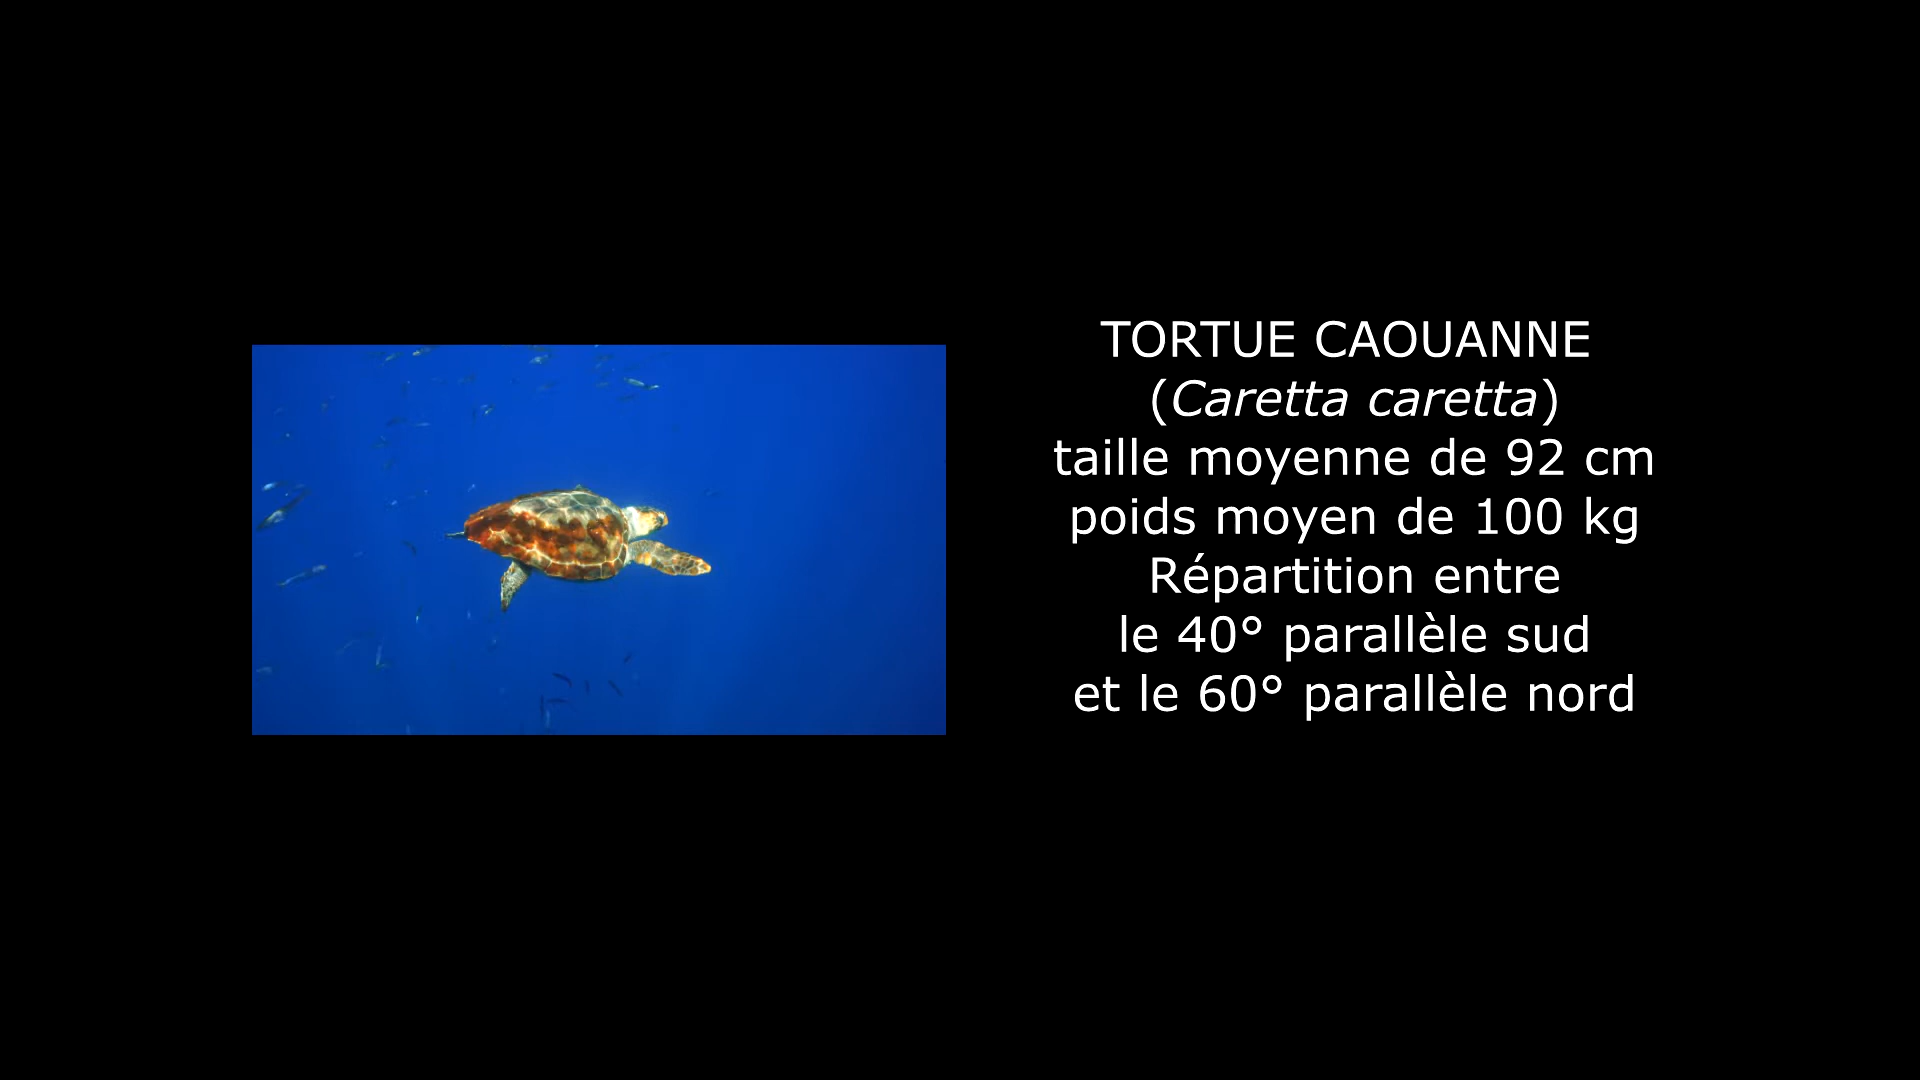 TORTUE CAOUANNE
(Caretta caretta)
taille moyenne de 92 cm
poids moyen de 100 kg
Répartition entre
le 40° parallèle sud
et le 60° parallèle nord